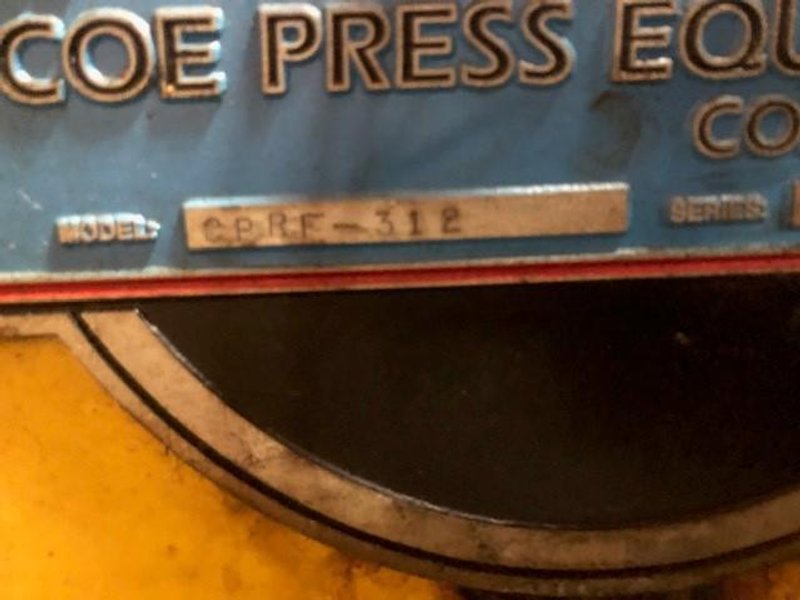 COE PRESS EQU
CO
MODEL: CPRF-312 SERIES: